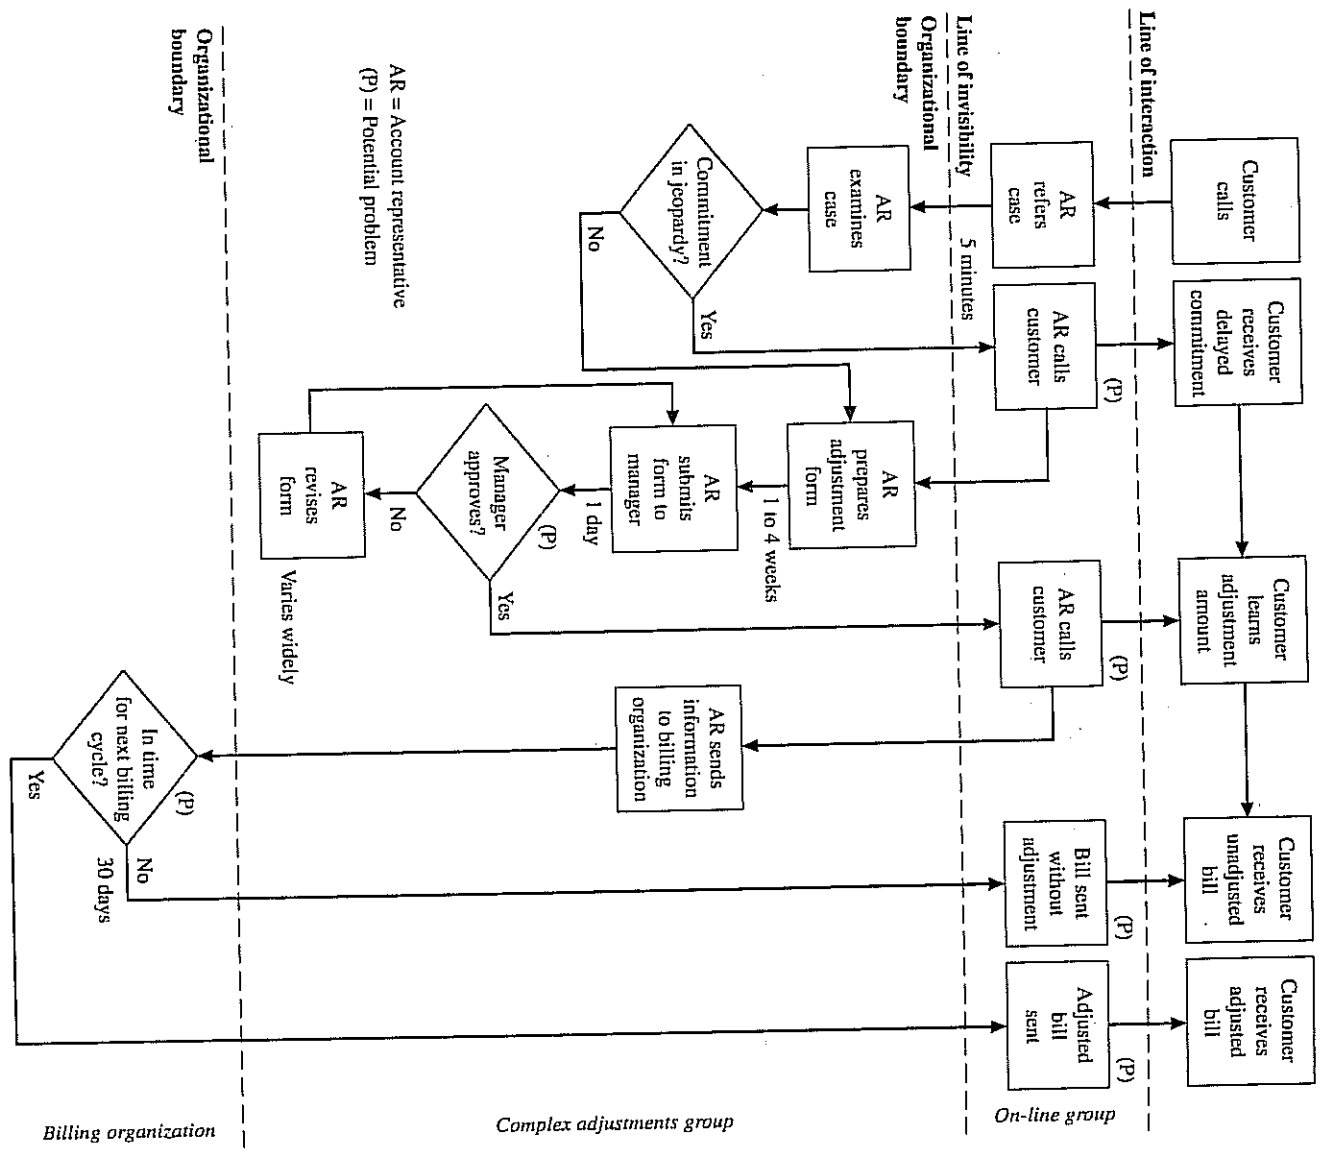 Line of interaction
Line of invisibility
Organizational
boundary
Organizational
boundary
Customer
calls
Customer
receives
delayed
commitment
Customer
learns
adjustment
amount
Customer
receives
unadjusted
bill
Customer
receives
adjusted
bill
AR
refers
case
5 minutes
AR calls
customer
(P)
AR calls
customer
(P)
Bill sent
without
adjustment
(P)
Adjusted
bill
sent
(P)
On-line group
AR
examines
case
Commitment
in jeopardy?
No
Yes
AR
prepares
adjustment
form
1 to 4 weeks
AR
submits
form to
manager
1 day
Manager
approves?
(P)
Yes
No
AR
revises
form
Varies widely
AR sends
information
to billing
organization
Complex adjustments group
AR = Account representative
(P) = Potential problem
In time
for next billing
cycle?
(P)
No
30 days
Yes
Billing organization